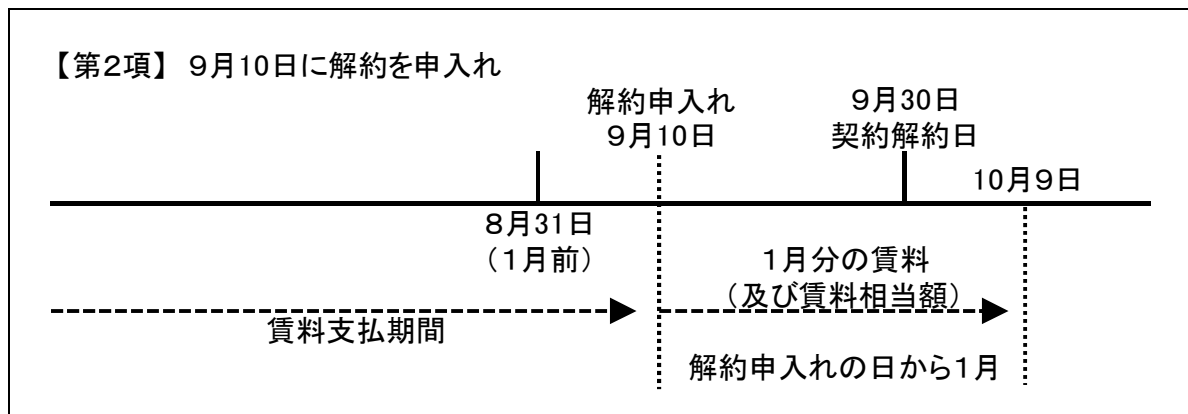 【第2項】 9月10日に解約を申入れ
解約申入れ
9月10日
9月30日
契約解約日
10月9日
8月31日
（1月前）
1月分の賃料
（及び賃料相当額）
賃料支払期間
解約申入れの日から1月